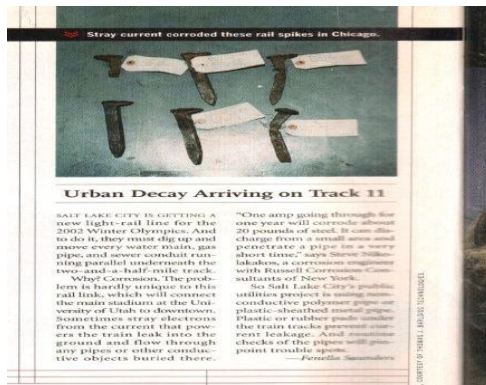 Stray current corroded these rail spikes in Chicago.
Urban Decay Arriving on Track 11
SALT LAKE CITY IS GETTING A
new light-rail line for the
2002 Winter Olympics. And
to do it, they must dig up and
move every water main, gas
pipe, and sewer conduit run-
ning parallel underneath the
two-and-a-half-mile track.
Why? Corrosion. The prob-
lem is hardly unique to this
rail link, which will connect
the main stadium at the Uni-
versity of Utah to downtown.
Sometimes stray electrons
from the current that pow-
ers the train leak into the
ground and flow through
any pipes or other conduc-
tive objects buried there.
"One amp going through for
one year will corrode about
20 pounds of steel. It can dis-
charge from a small area and
penetrate a pipe in a very
short time," says Steve Niko-
lakakos, a corrosion engineer
with Russell Corrosion Con-
sultants of New York.
So Salt Lake City's public
utilities project is using non-
conductive polymer pipe or
plastic-sheathed metal pipe.
Plastic or rubber pads under
the train tracks prevent cur-
rent leakage. And routine
checks of the pipes will pin-
point trouble spots.
—Fenella Saunders
COURTESY OF THOMAS J. BARLO/DG TECHNOLOGIES.